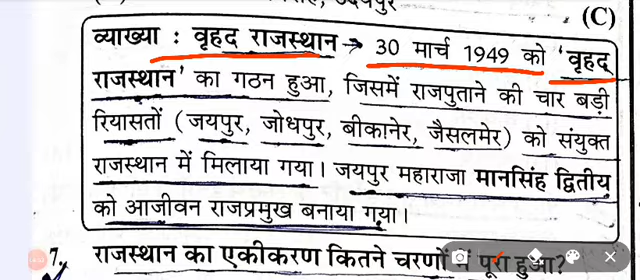 (C)
व्याख्या : वृहद राजस्थान → 30 मार्च 1949 को 'वृहद्
राजस्थान' का गठन हुआ, जिसमें राजपुताने की चार बड़ी
रियासतों (जयपुर, जोधपुर, बीकानेर, जैसलमेर) को संयुक्त
राजस्थान में मिलाया गया। जयपुर महाराजा मानसिंह द्वितीय
को आजीवन राजप्रमुख बनाया गया।
7. राजस्थान का एकीकरण कितने चरणों में पूरा हुआ?